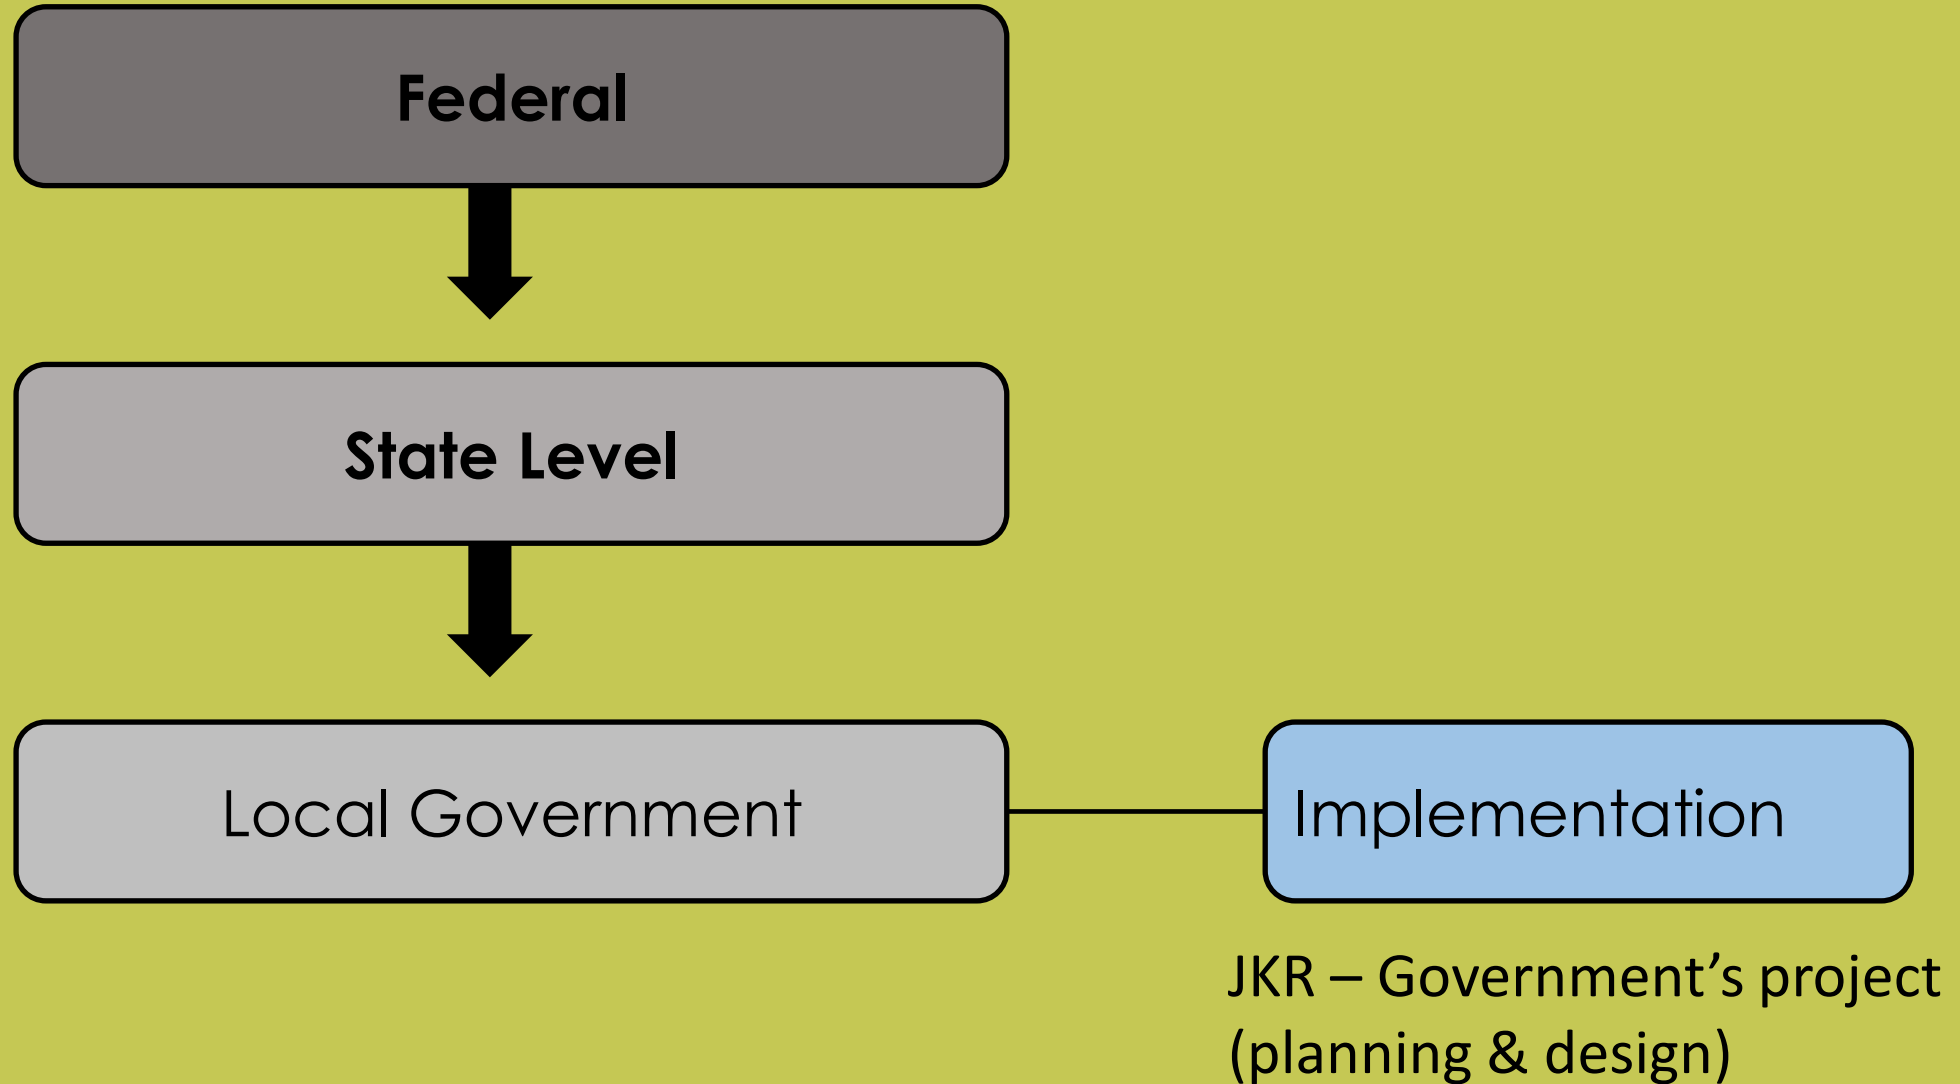 Federal
State Level
Local Government
Implementation
JKR – Government’s project
(planning & design)